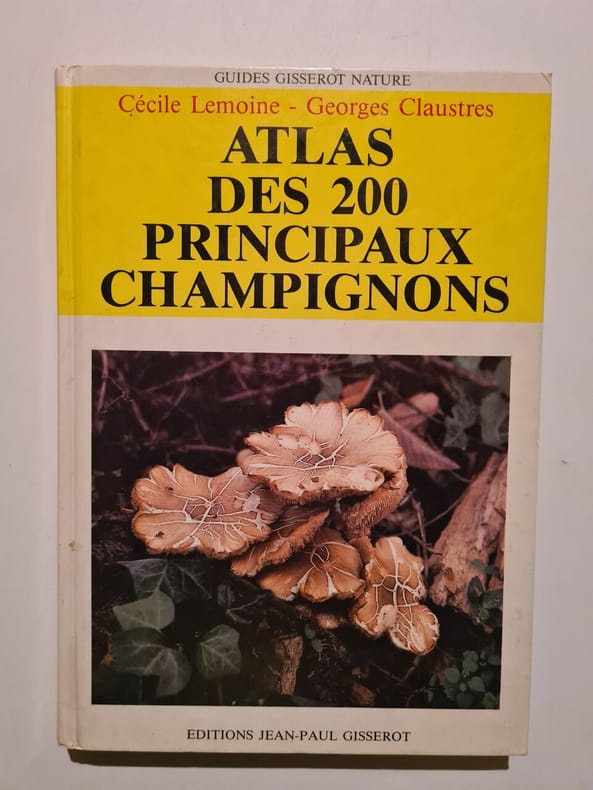 GUIDES GISSEROT NATURE
Cécile Lemoine - Georges Claustres
ATLAS
DES 200
PRINCIPAUX
CHAMPIGNONS
EDITIONS JEAN-PAUL GISSEROT